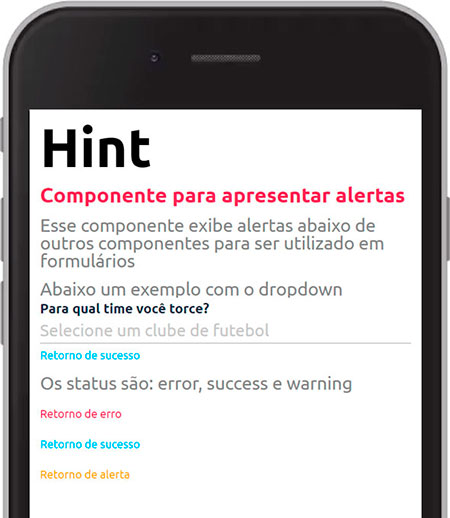 Hint
Componente para apresentar alertas
Esse componente exibe alertas abaixo de
outros componentes para ser utilizado em
formulários
Abaixo um exemplo com o dropdown
Para qual time você torce?
Selecione um clube de futebol
Retorno de sucesso
Os status são: error, success e warning
Retorno de erro
Retorno de sucesso
Retorno de alerta